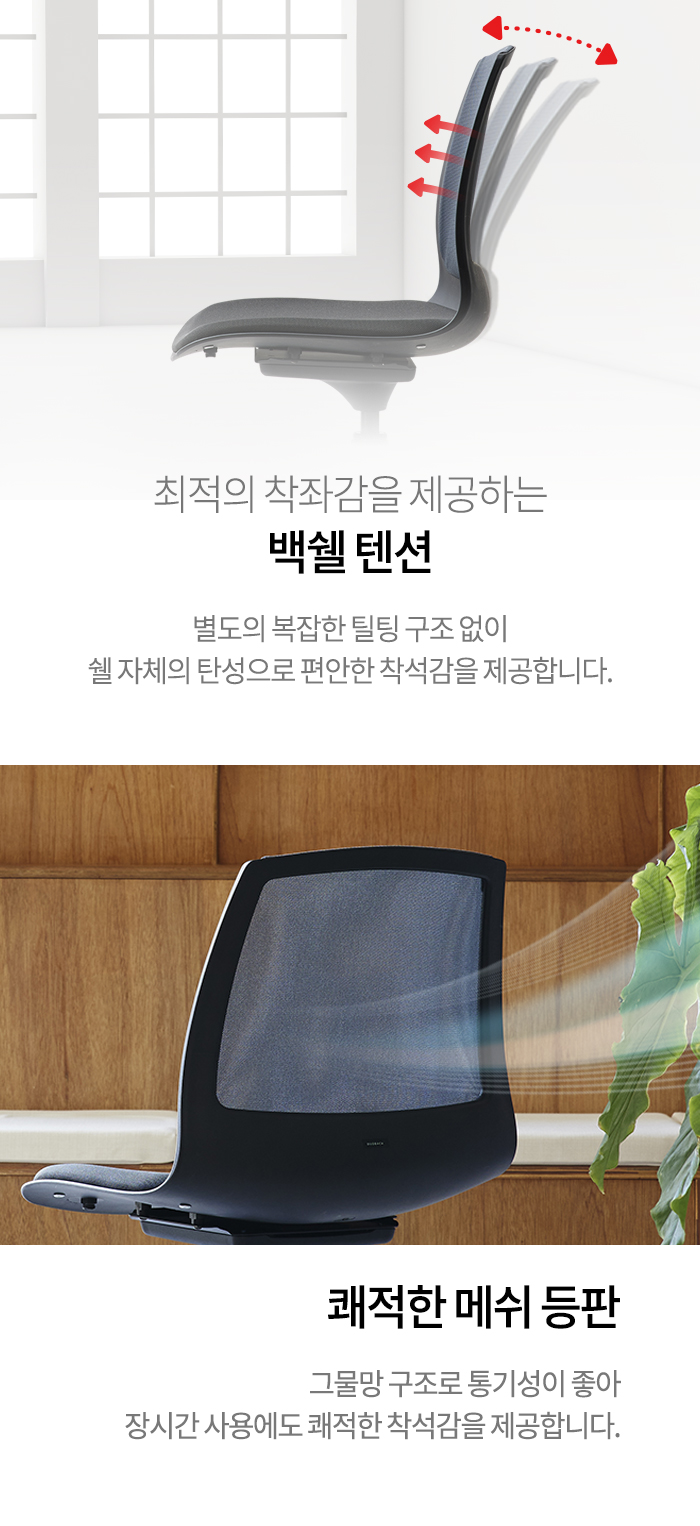 최적의 착좌감을 제공하는
백쉘 텐션
별도의 복잡한 틸팅 구조 없이
쉘 자체의 탄성으로 편안한 착석감을 제공합니다.
쾌적한 메쉬 등판
그물망 구조로 통기성이 좋아
장시간 사용에도 쾌적한 착석감을 제공합니다.